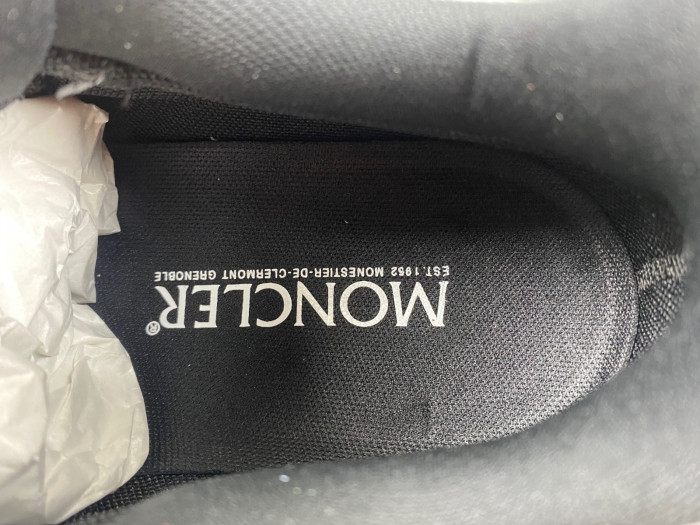 MONCLER®
EST. 1952 MONESTIER-DE-CLERMONT GRENOBLE